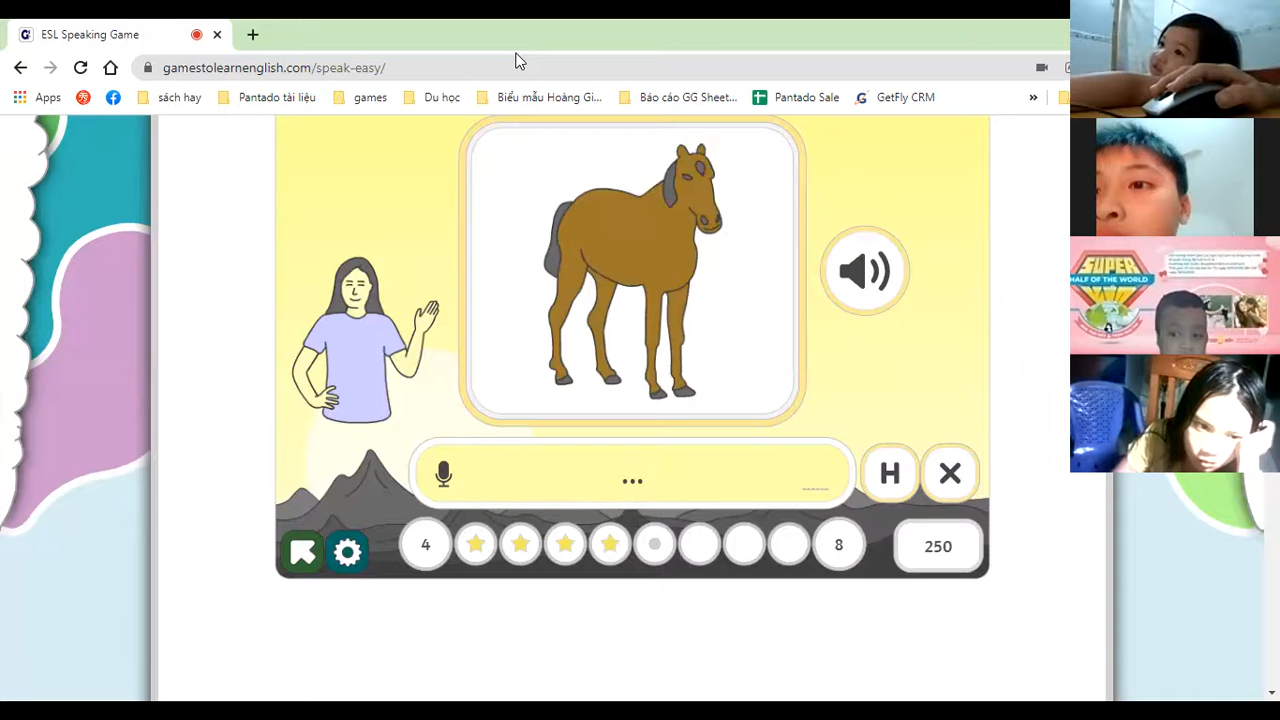 ESL Speaking Game
gamestolearnenglish.com/speak-easy/
Apps
sách hay
Pantado tài liệu
games
Du học
Biểu mẫu Hoàng Gi...
Báo cáo GG Sheet...
Pantado Sale
GetFly CRM
»
SUPER
HALF OF THE WORLD
...
H
X
4
8
250